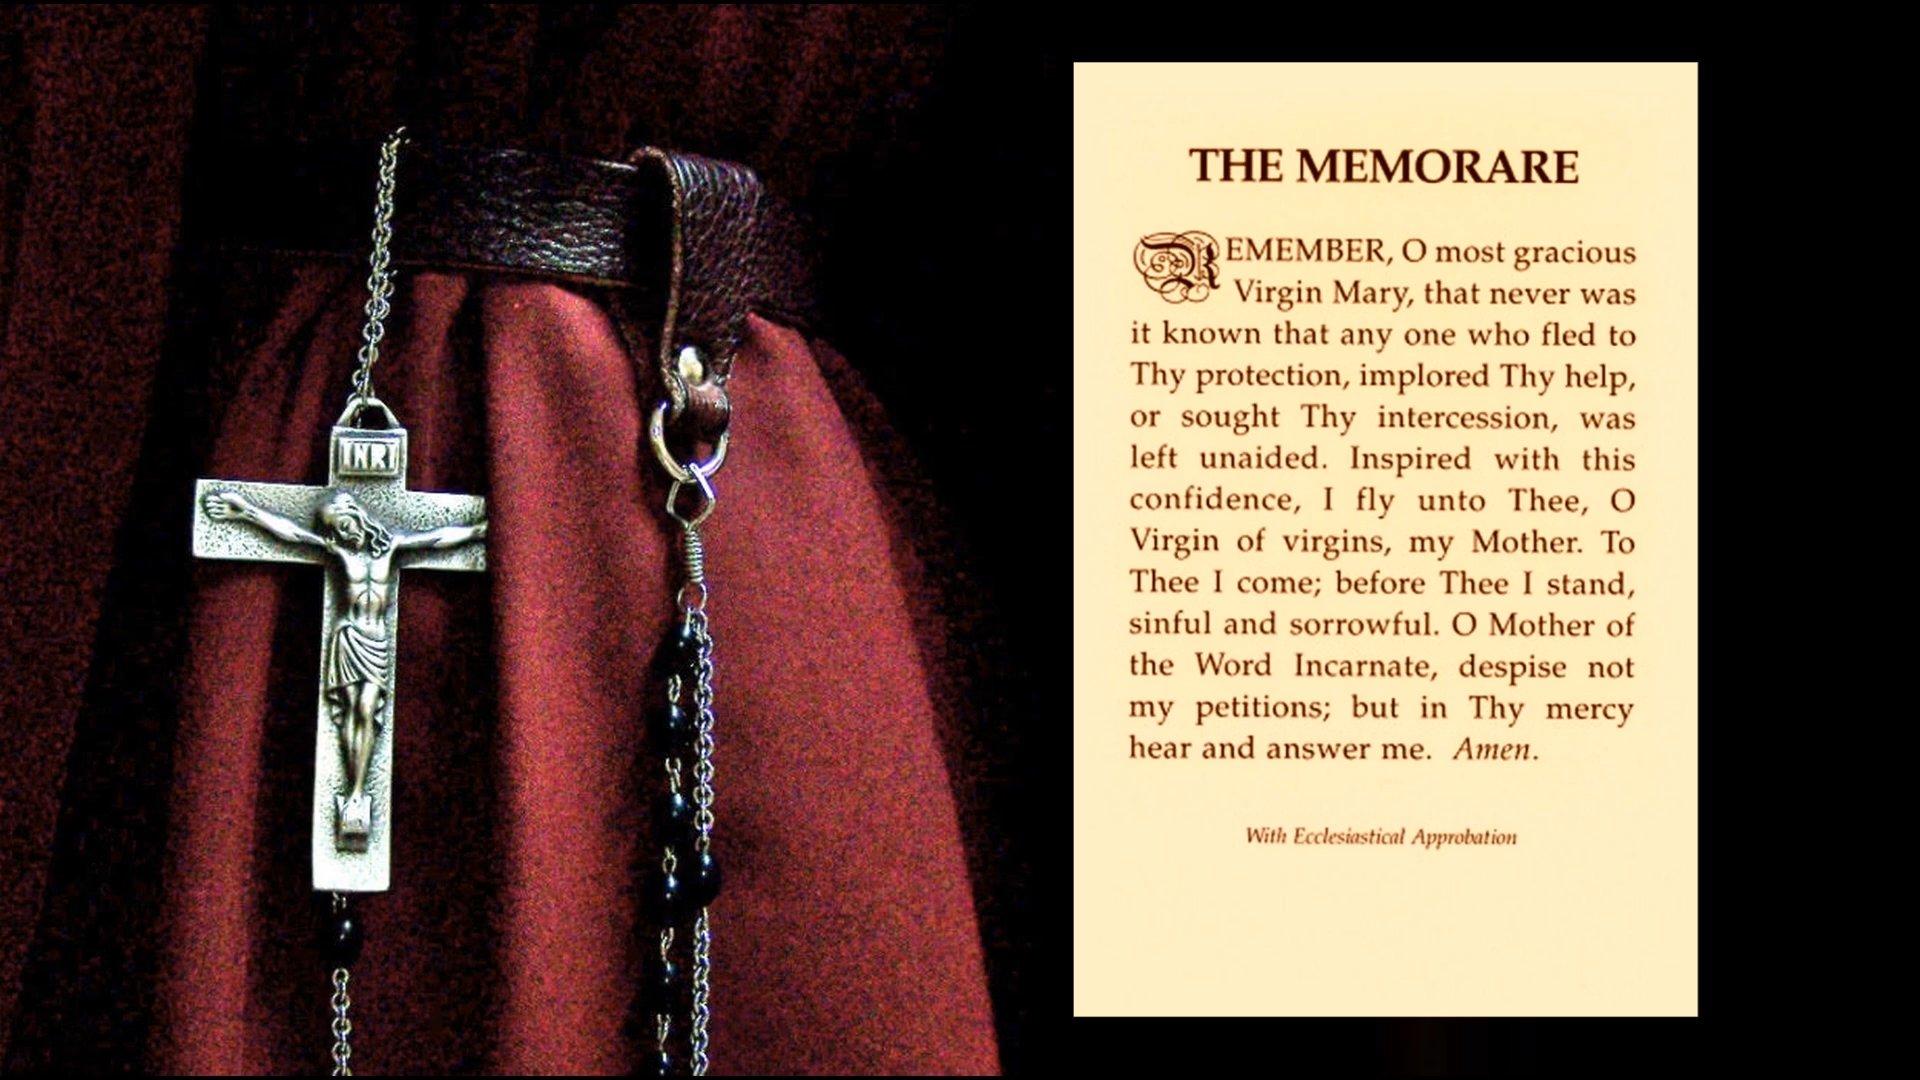 INRI
THE MEMORARE
REMEMBER, O most gracious
Virgin Mary, that never was
it known that any one who fled to
Thy protection, implored Thy help,
or sought Thy intercession, was
left unaided. Inspired with this
confidence, I fly unto Thee, O
Virgin of virgins, my Mother. To
Thee I come; before Thee I stand,
sinful and sorrowful. O Mother of
the Word Incarnate, despise not
my petitions; but in Thy mercy
hear and answer me. Amen.
With Ecclesiastical Approbation